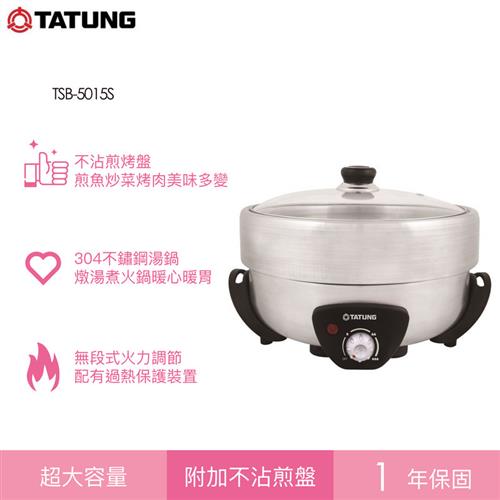 TATUNG
TSB-5015S
不沾煎烤盤
煎魚炒菜烤肉美味多變
304不鏽鋼湯鍋
燉湯煮火鍋暖心暖胃
TATUNG
無段式火力調節
配有過熱保護裝置
超大容量
附加不沾煎盤
1年保固